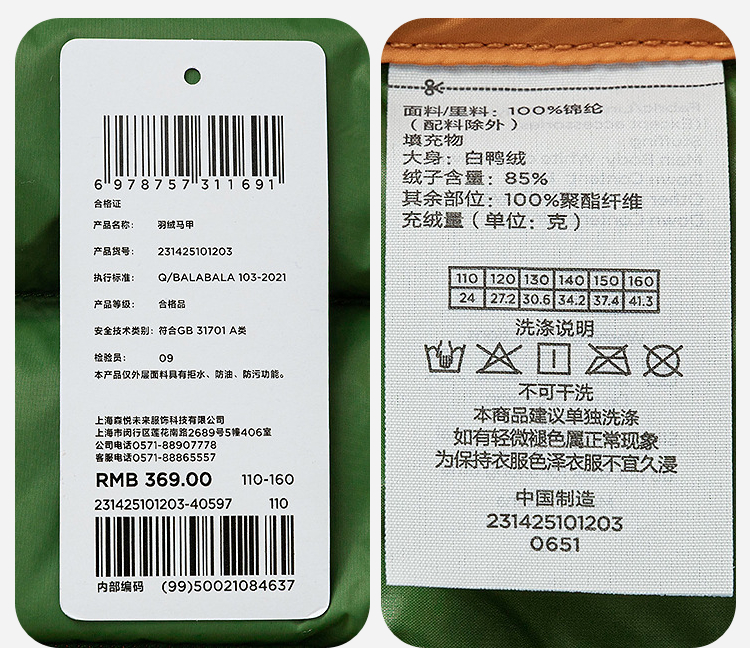 6 978757 311691
合格证
产品名称: 羽绒马甲
产品货号: 231425101203
执行标准: Q/BALABALA 103-2021
产品等级: 合格品
安全技术类别: 符合GB 31701 A类
检验员: 09
本产品仅外层面料具有拒水、防油、防污功能。
上海森悦未来服饰科技有限公司
上海市闵行区莲花南路2689号5幢406室
公司电话0571-88907778
客服电话0571-88865557
RMB 369.00 110-160
231425101203-40597 110
内部编码 (99)50021084637
面料/里料: 100%锦纶
(配料除外)
填充物
大身: 白鸭绒
绒子含量: 85%
其余部位: 100%聚酯纤维
充绒量(单位: 克)
110 120 130 140 150 160
24 27.2 30.6 34.2 37.4 41.3
洗涤说明
不可干洗
本商品建议单独洗涤
如有轻微褪色属正常现象
为保持衣服色泽衣服不宜久浸
中国制造
231425101203
0651